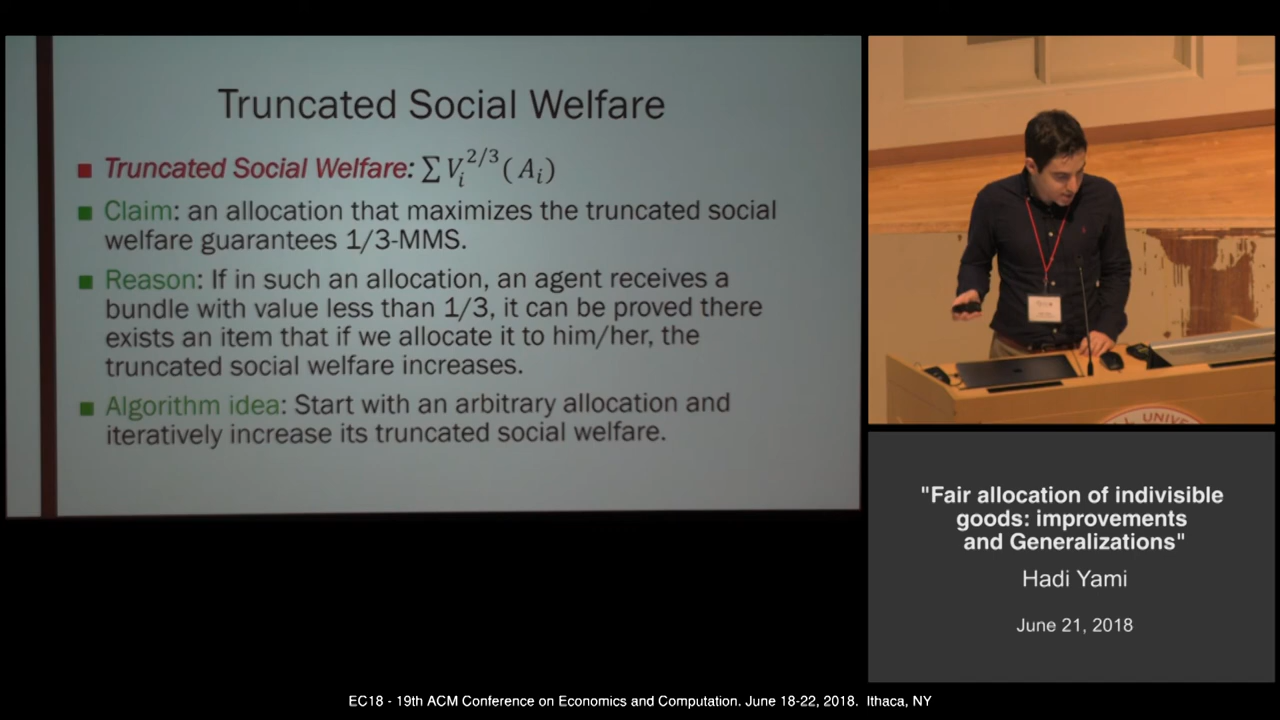 Truncated Social Welfare
Truncated Social Welfare: ∑ V_i^{2/3} ( A_i )
Claim: an allocation that maximizes the truncated social
welfare guarantees 1/3-MMS.
Reason: If in such an allocation, an agent receives a
bundle with value less than 1/3, it can be proved there
exists an item that if we allocate it to him/her, the
truncated social welfare increases.
Algorithm idea: Start with an arbitrary allocation and
iteratively increase its truncated social welfare.
"Fair allocation of indivisible
goods: improvements
and Generalizations"
Hadi Yami
June 21, 2018
EC18 - 19th ACM Conference on Economics and Computation. June 18-22, 2018. Ithaca, NY